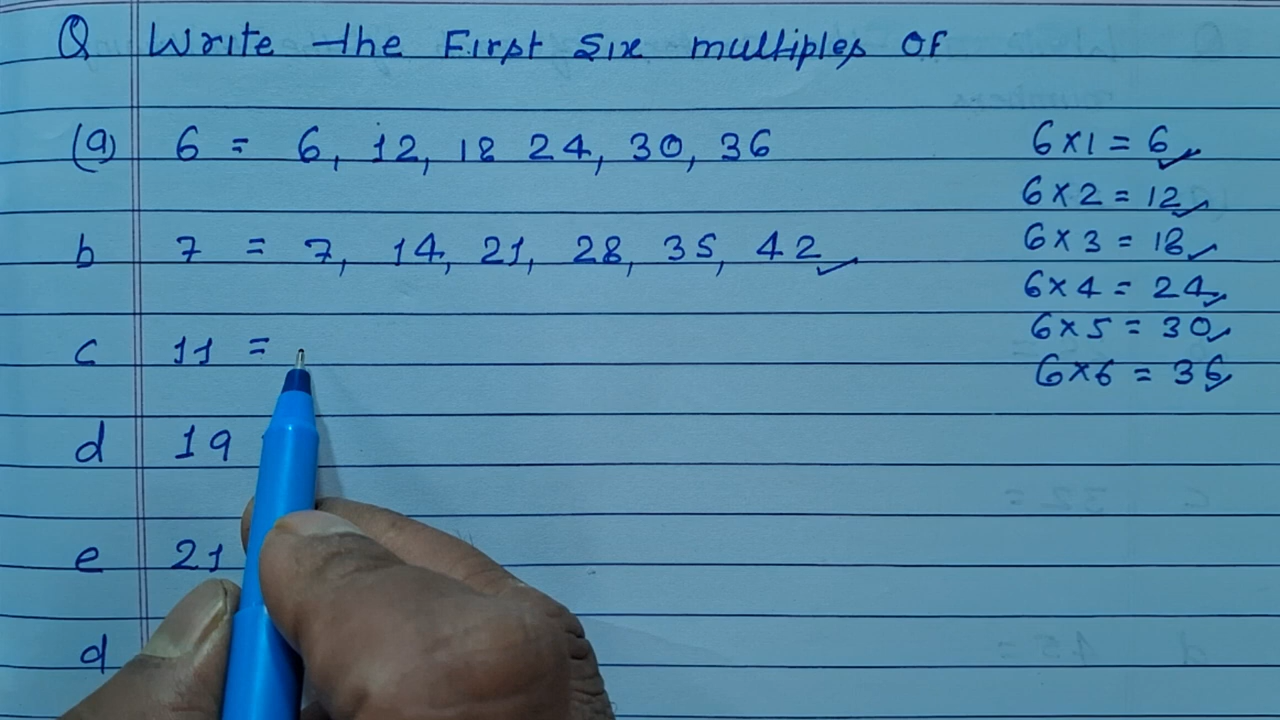 Q Write the First Six multiples OF
(a) 6 = 6, 12, 18 24, 30, 36
b 7 = 7, 14, 21, 28, 35, 42
c 11 =
d 19
e 21
q
6×1 = 6
6×2 = 12
6×3 = 18
6×4 = 24
6×5 = 30
6×6 = 36